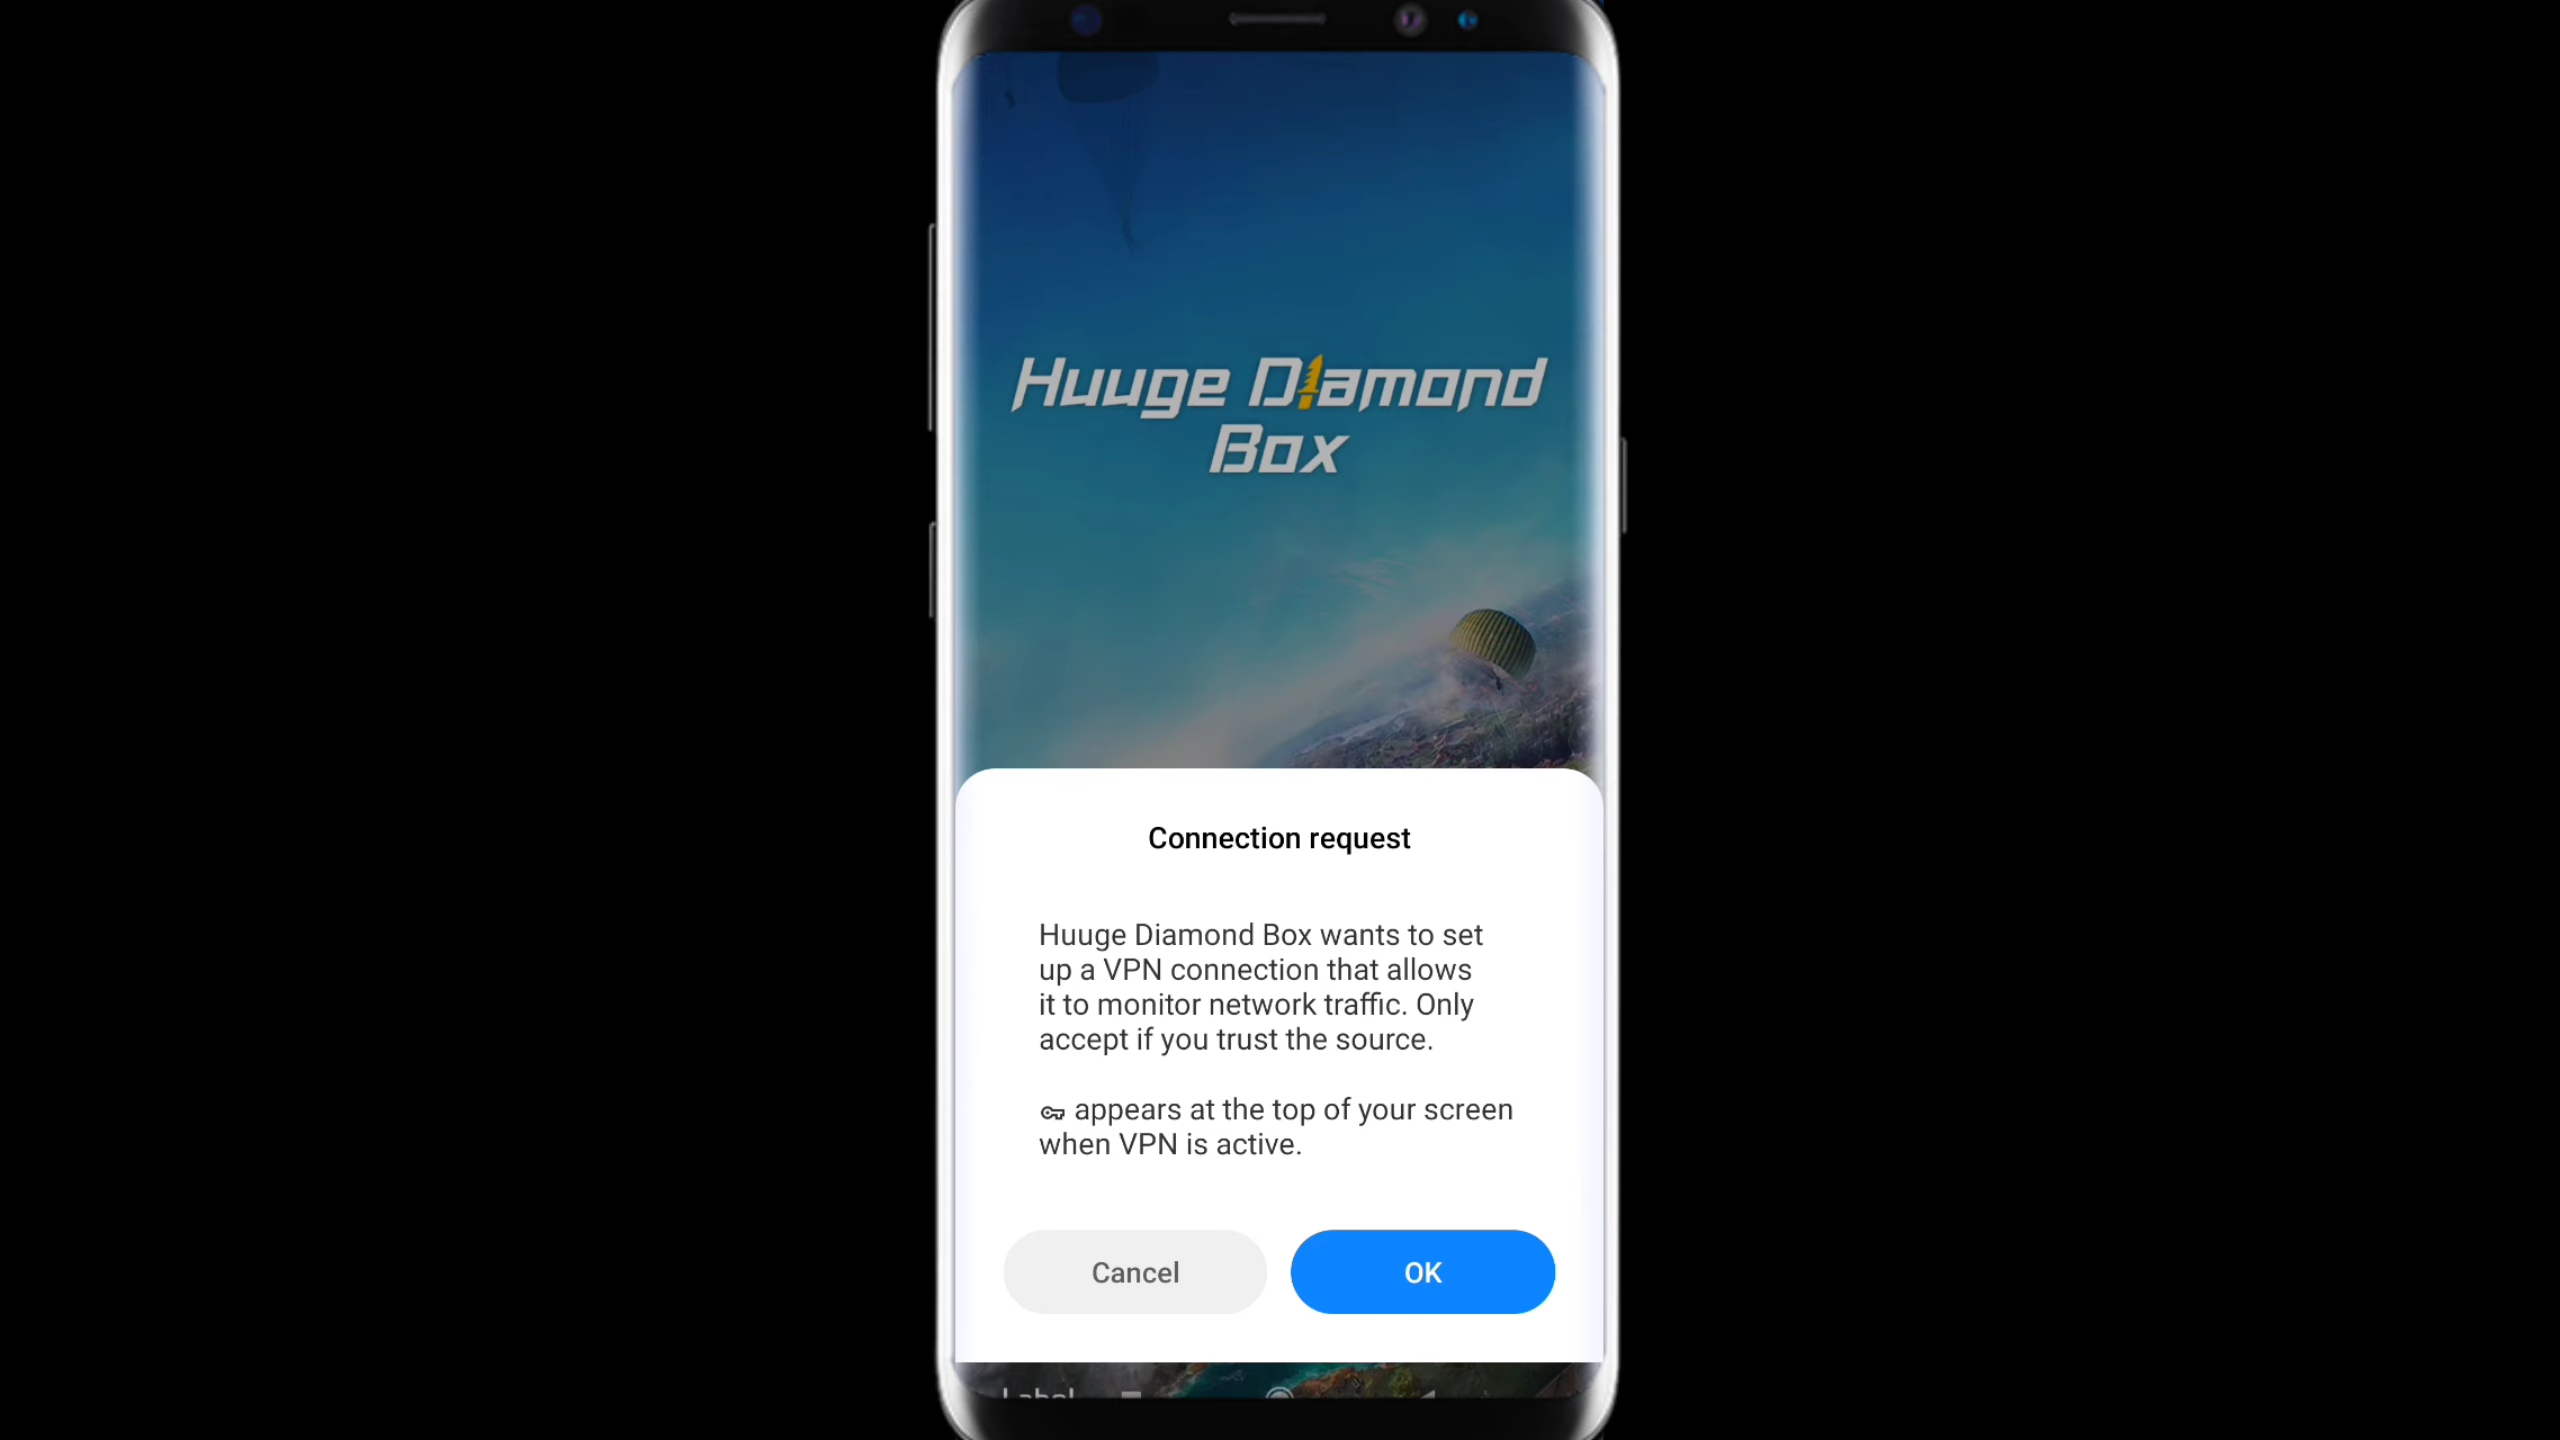 Huuge Diamond
Box
Connection request
Huuge Diamond Box wants to set
up a VPN connection that allows
it to monitor network traffic. Only
accept if you trust the source.
appears at the top of your screen
when VPN is active.
Cancel
OK
Label